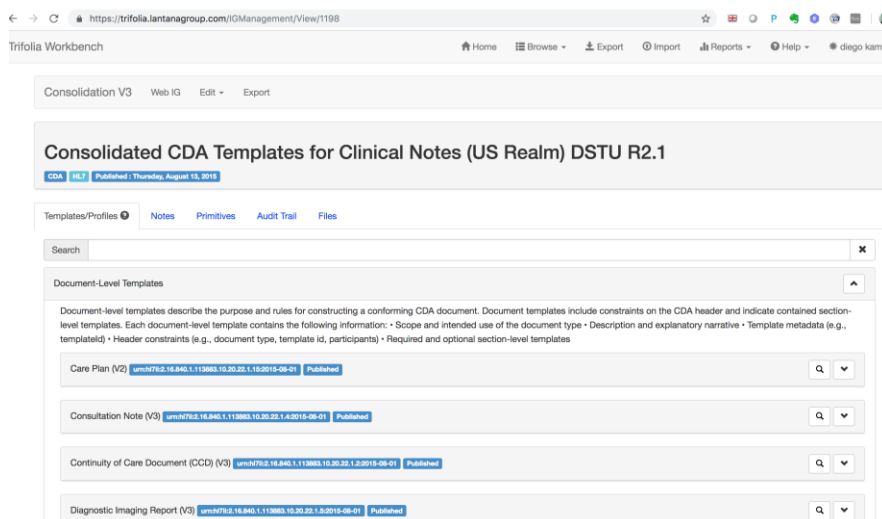 https://trifolia.lantanagroup.com/IGManagement/View/1198
Trifolia Workbench Home Browse Export Import Reports Help diego kam
Consolidation V3 Web IG Edit Export
Consolidated CDA Templates for Clinical Notes (US Realm) DSTU R2.1
CDA HL7 Published : Thursday, August 13, 2015
Templates/Profiles Notes Primitives Audit Trail Files
Search
Document-Level Templates
Document-level templates describe the purpose and rules for constructing a conforming CDA document. Document templates include constraints on the CDA header and indicate contained section-
level templates. Each document-level template contains the following information: • Scope and intended use of the document type • Description and explanatory narrative • Template metadata (e.g.,
templateId) • Header constraints (e.g., document type, template id, participants) • Required and optional section-level templates
Care Plan (V2) urn:hl7ii:2.16.840.1.113883.10.20.22.1.15:2015-08-01 Published
Consultation Note (V3) urn:hl7ii:2.16.840.1.113883.10.20.22.1.4:2015-08-01 Published
Continuity of Care Document (CCD) (V3) urn:hl7ii:2.16.840.1.113883.10.20.22.1.2:2015-08-01 Published
Diagnostic Imaging Report (V3) urn:hl7ii:2.16.840.1.113883.10.20.22.1.5:2015-08-01 Published